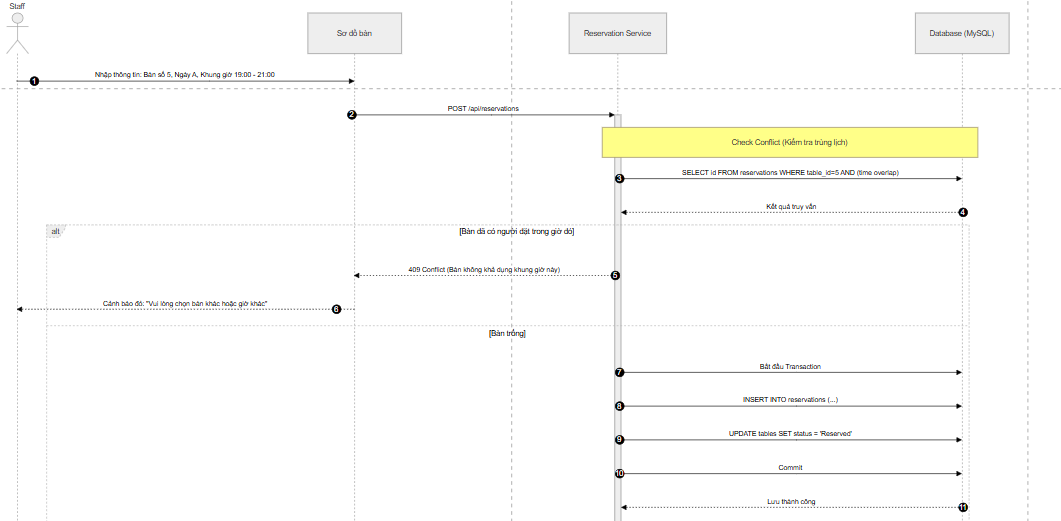 Staff
Sơ đồ bàn
Reservation Service
Database (MySQL)
1
Nhập thông tin: Bàn số 5, Ngày A, Khung giờ 19:00 - 21:00
2
POST /api/reservations
Check Conflict (Kiểm tra trùng lịch)
3
SELECT id FROM reservations WHERE table_id=5 AND (time overlap)
Kết quả truy vấn
4
alt
[Bàn đã có người đặt trong giờ đó]
409 Conflict (Bàn không khả dụng khung giờ này)
5
Cảnh báo đỏ: "Vui lòng chọn bàn khác hoặc giờ khác"
6
[Bàn trống]
7
Bắt đầu Transaction
8
INSERT INTO reservations (...)
9
UPDATE tables SET status = 'Reserved'
10
Commit
Lưu thành công
11